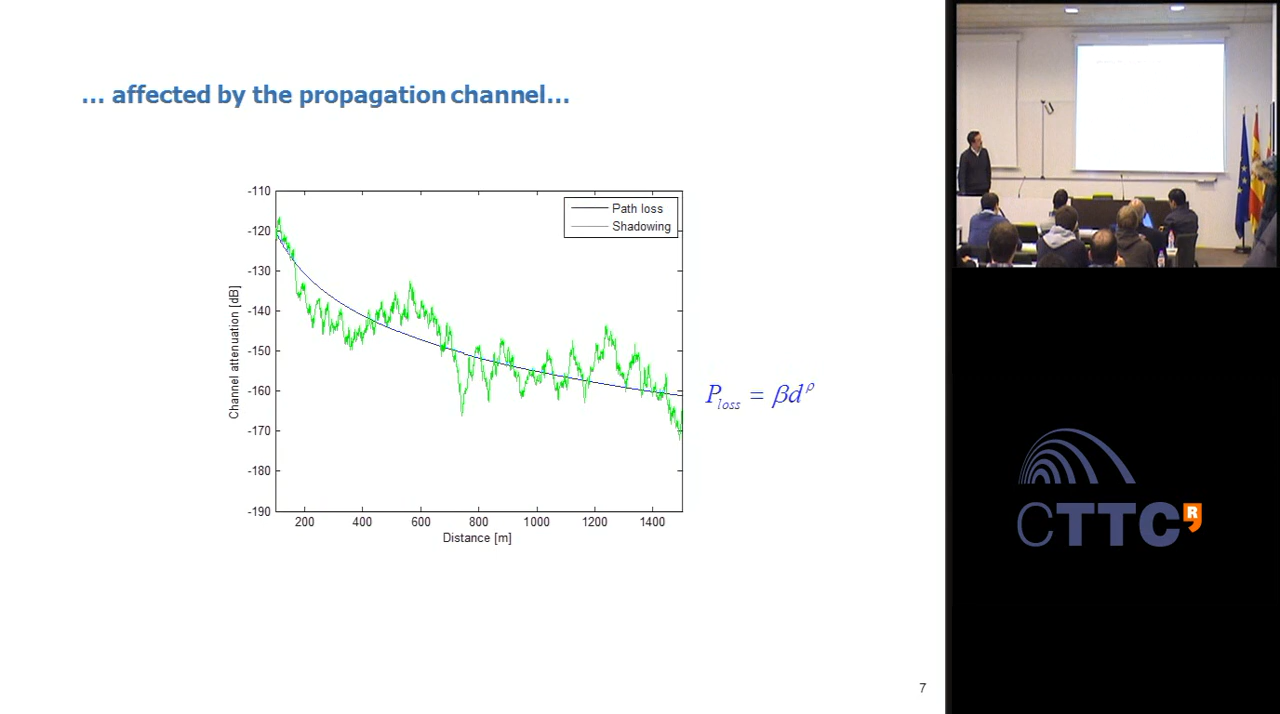 ... affected by the propagation channel...
-110
-120
-130
-140
-150
-160
-170
-180
-190
Channel attenuation [dB]
Path loss
Shadowing
200 400 600 800 1000 1200 1400
Distance [m]
P_loss = βd^ρ
7
CTTC R